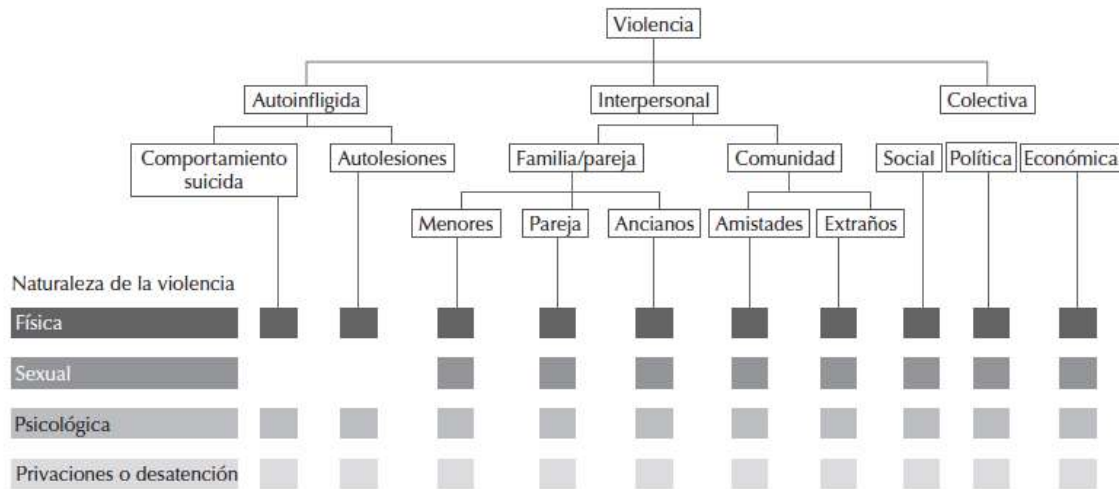 Violencia
Autoinfligida
Interpersonal
Colectiva
Comportamiento
suicida
Autolesiones
Familia/pareja
Comunidad
Social
Política
Económica
Menores
Pareja
Ancianos
Amistades
Extraños
Naturaleza de la violencia
Física
Sexual
Psicológica
Privaciones o desatención